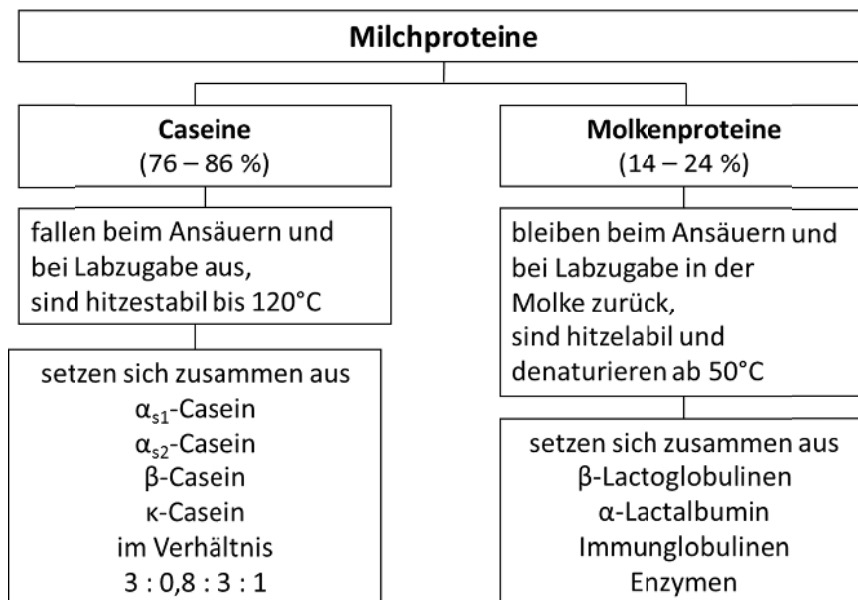 Milchproteine
Caseine
(76 – 86 %)
fallen beim Ansäuern und
bei Labzugabe aus,
sind hitzestabil bis 120°C
setzen sich zusammen aus
αs1-Casein
αs2-Casein
β-Casein
κ-Casein
im Verhältnis
3 : 0,8 : 3 : 1
Molkenproteine
(14 – 24 %)
bleiben beim Ansäuern und
bei Labzugabe in der
Molke zurück,
sind hitzelabil und
denaturieren ab 50°C
setzen sich zusammen aus
β-Lactoglobulinen
α-Lactalbumin
Immunglobulinen
Enzymen